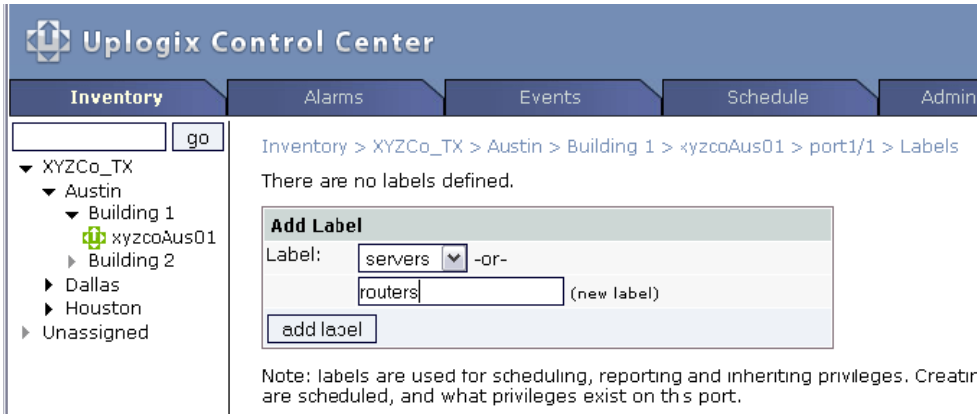 Uplogix Control Center
Inventory Alarms Events Schedule Admin
go
XYZCo_TX
Austin
Building 1
xyzcoAus01
Building 2
Dallas
Houston
Unassigned
Inventory > XYZCo_TX > Austin > Building 1 > xyzcoAus01 > port1/1 > Labels
There are no labels defined.
Add Label
Label: servers -or-
routers (new label)
add label
Note: labels are used for scheduling, reporting and inheriting privileges. Creatin
are scheduled, and what privileges exist on this port.